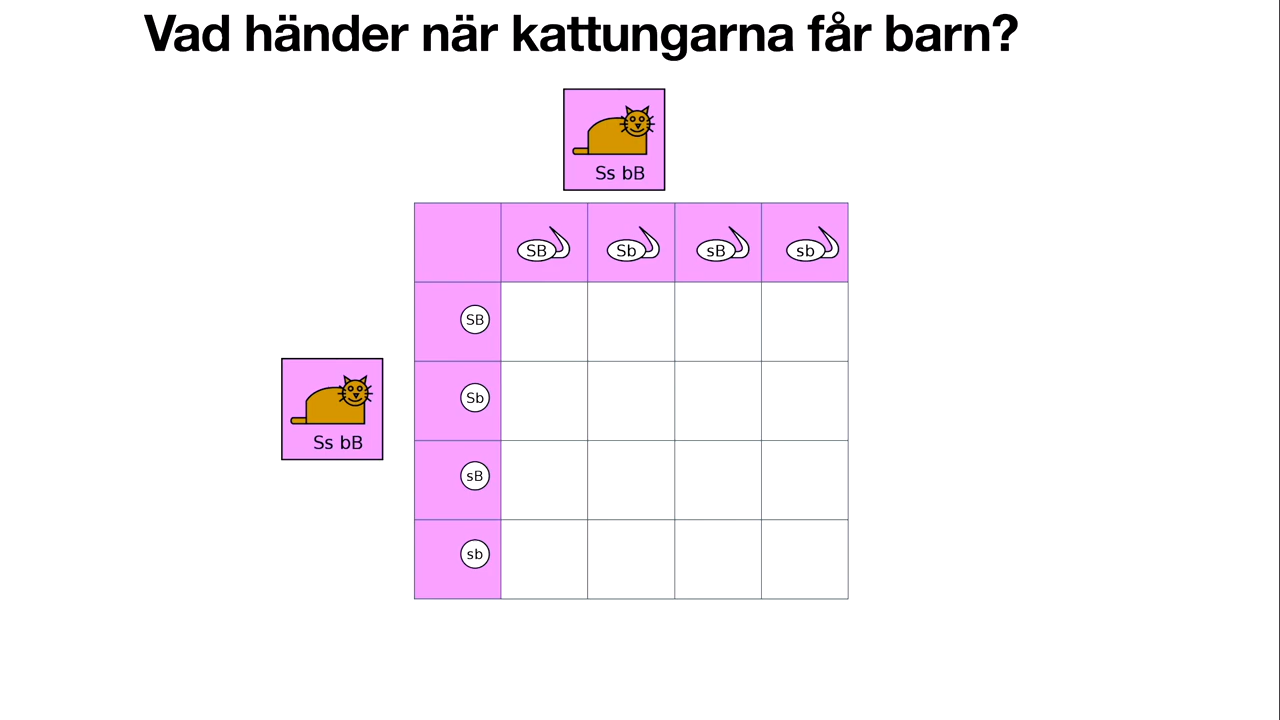 Vad händer när kattungarna får barn?
Ss bB
SB Sb sB sb
SB
Sb
Ss bB
sB
sb